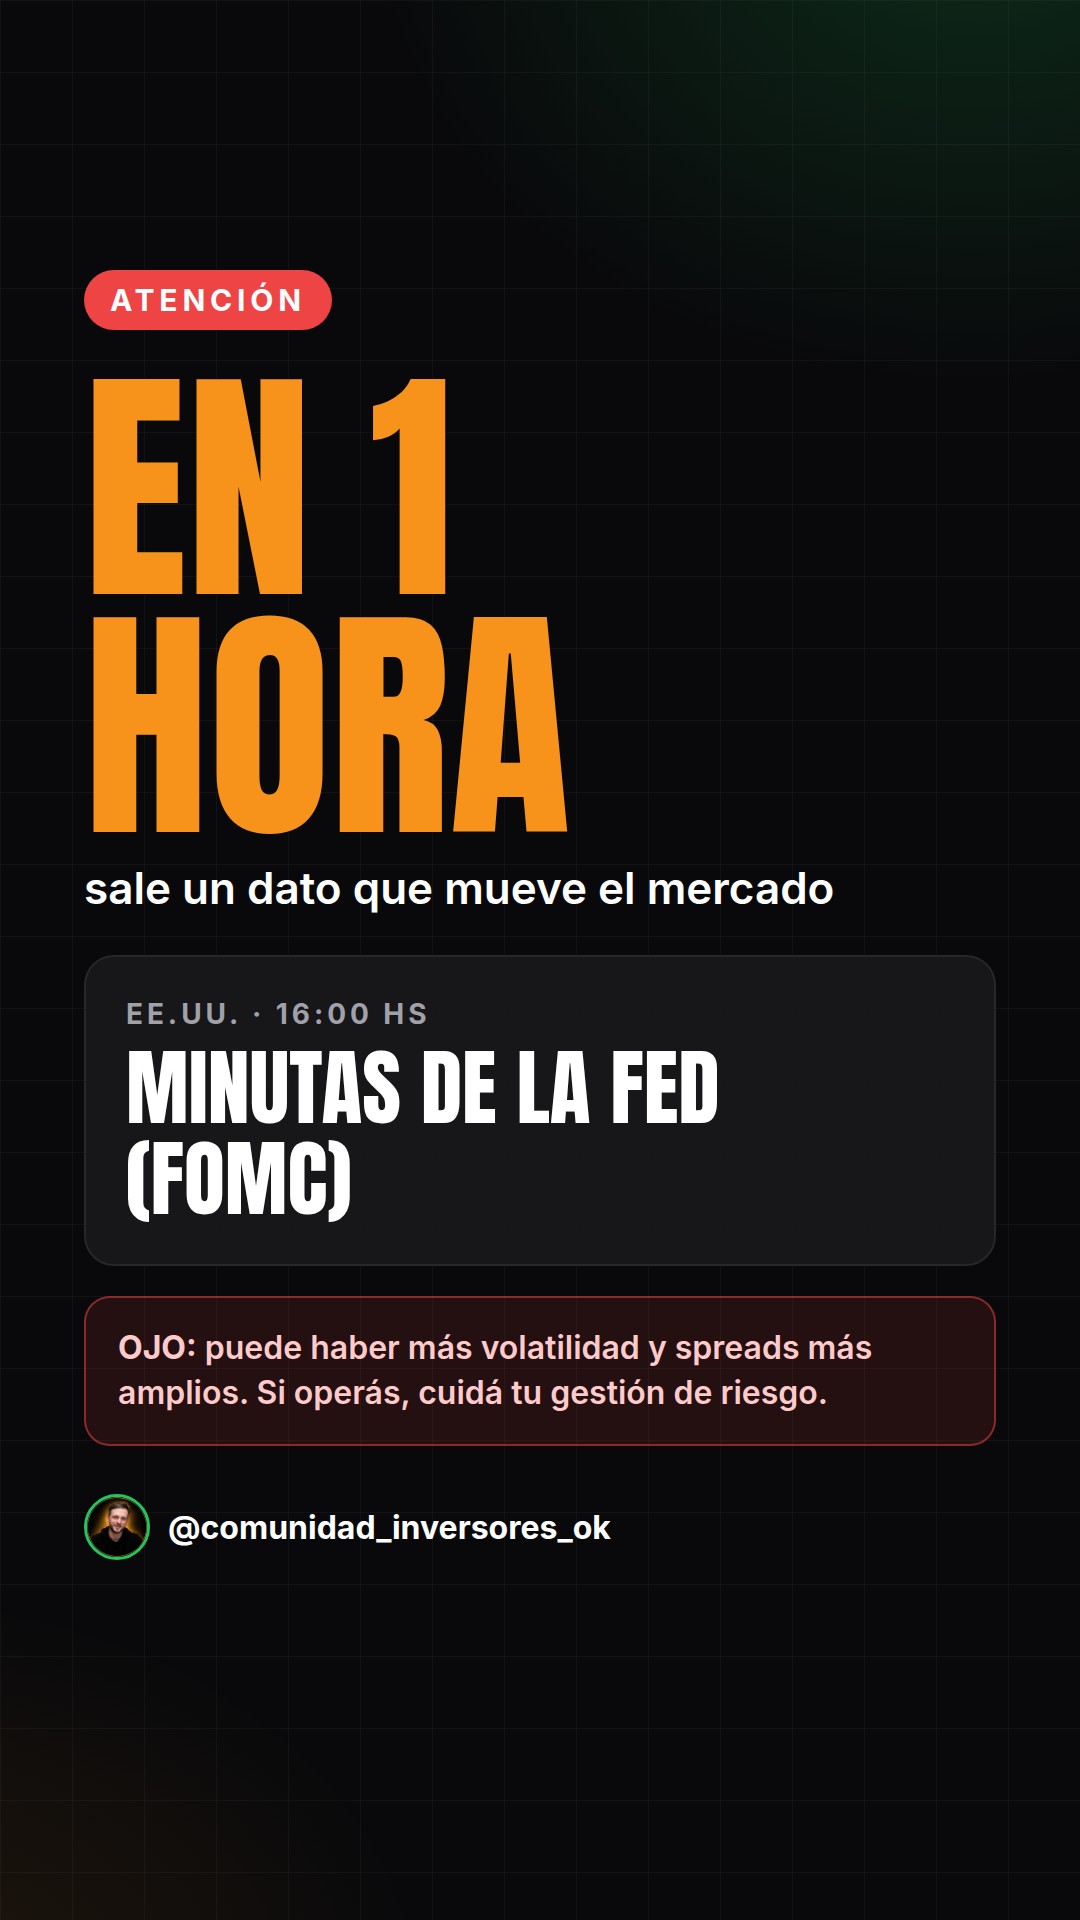 ATENCIÓN
EN 1
HORA
sale un dato que mueve el mercado
EE.UU. · 16:00 HS
MINUTAS DE LA FED
(FOMC)
OJO: puede haber más volatilidad y spreads más
amplios. Si operás, cuidá tu gestión de riesgo.
@comunidad_inversores_ok